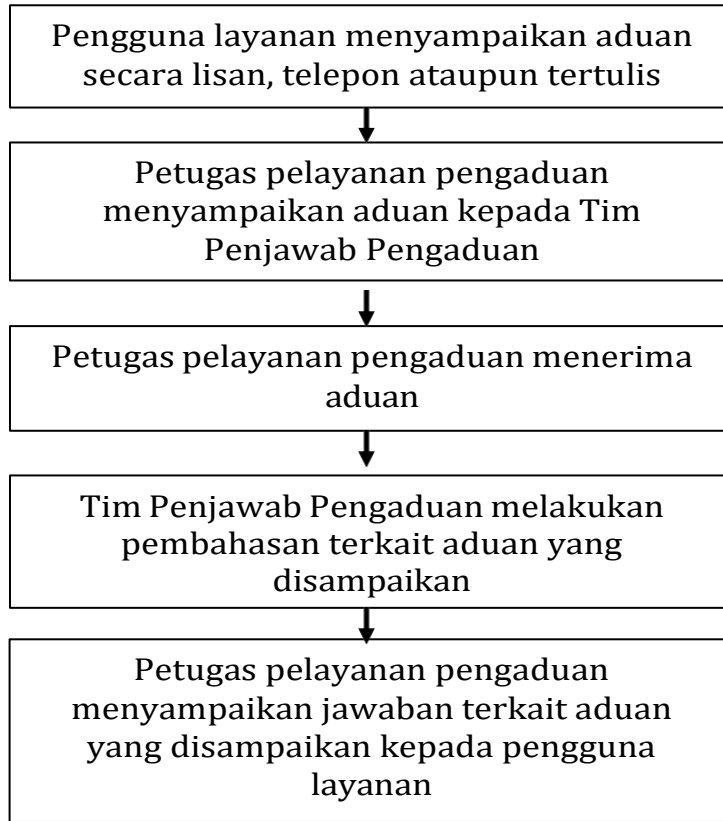 Pengguna layanan menyampaikan aduan
secara lisan, telepon ataupun tertulis
Petugas pelayanan pengaduan
menyampaikan aduan kepada Tim
Penjawab Pengaduan
Petugas pelayanan pengaduan menerima
aduan
Tim Penjawab Pengaduan melakukan
pembahasan terkait aduan yang
disampaikan
Petugas pelayanan pengaduan
menyampaikan jawaban terkait aduan
yang disampaikan kepada pengguna
layanan